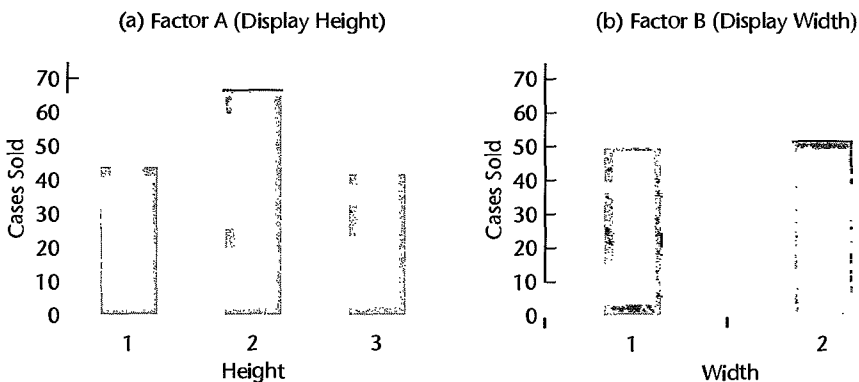 (a) Factor A (Display Height)
Cases Sold
70
60
50
40
30
20
10
0
1 2 3
Height
(b) Factor B (Display Width)
Cases Sold
70
60
50
40
30
20
10
0
1 2
Width